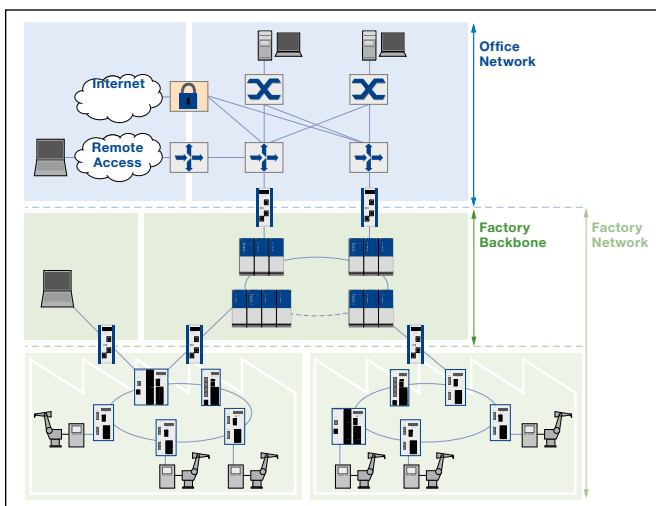 Internet
Remote
Access
Office
Network
Factory
Backbone
Factory
Network